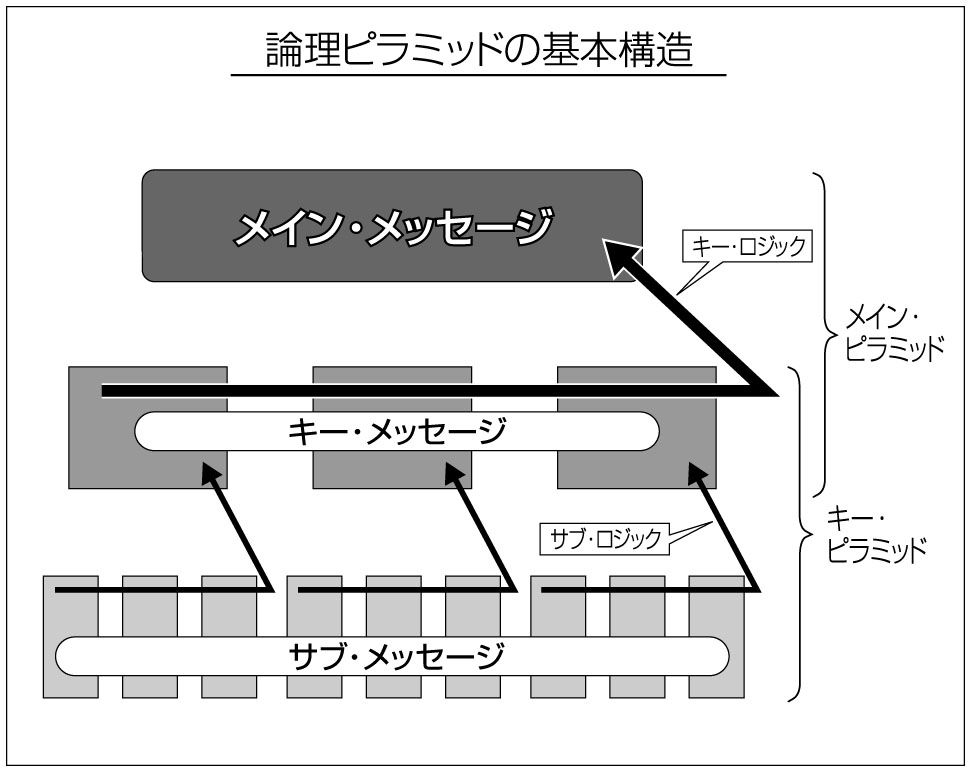 論理ピラミッドの基本構造
メイン・メッセージ
キー・ロジック
メイン・
ピラミッド
キー・メッセージ
サブ・ロジック
キー・
ピラミッド
サブ・メッセージ